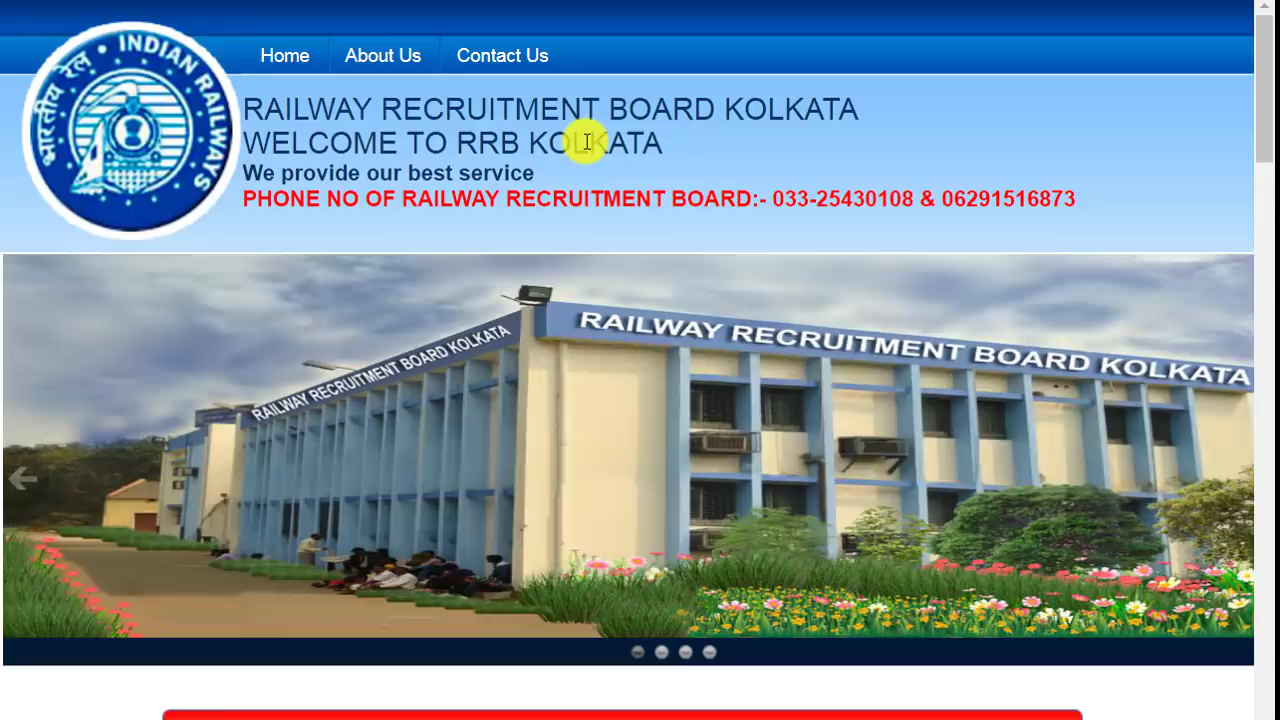 Home About Us Contact Us
भारतीय रेल • INDIAN RAILWAYS
RAILWAY RECRUITMENT BOARD KOLKATA
WELCOME TO RRB KOLKATA
We provide our best service
PHONE NO OF RAILWAY RECRUITMENT BOARD:- 033-25430108 & 06291516873
RAILWAY RECRUITMENT BOARD KOLKATA
RAILWAY RECRUITMENT BOARD KOLKATA